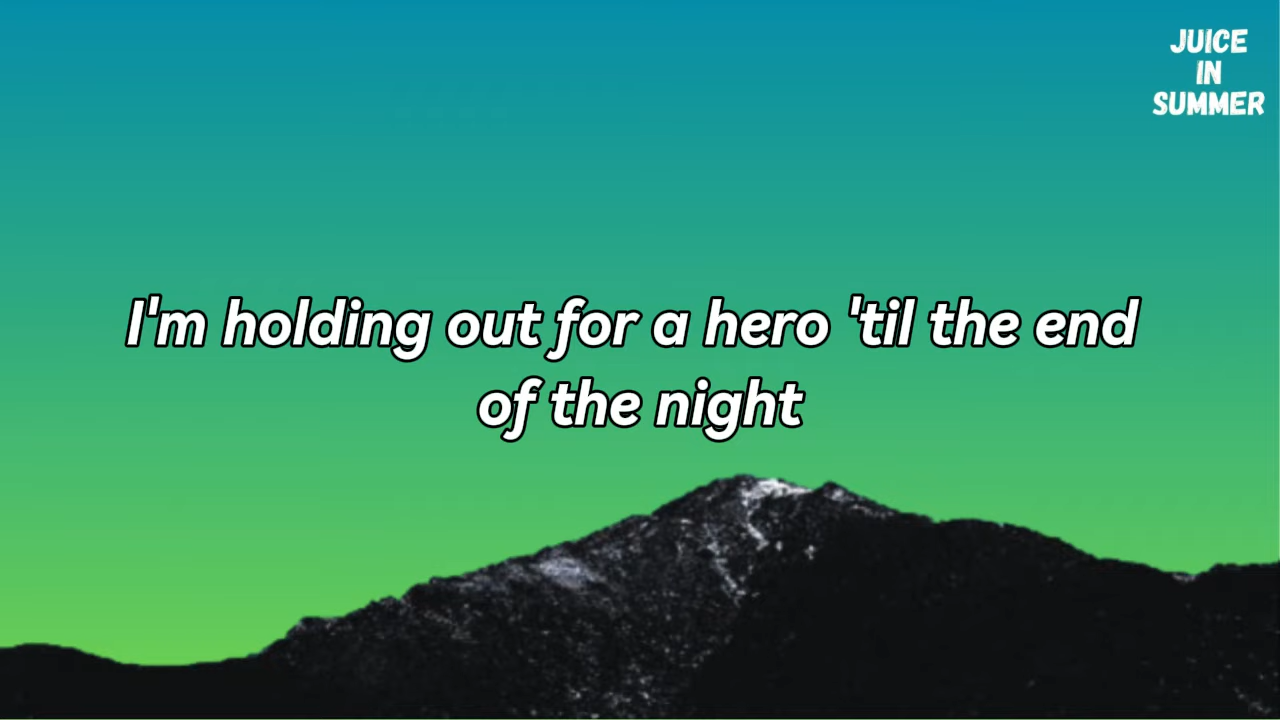 JUICE
IN
SUMMER
I'm holding out for a hero 'til the end
of the night